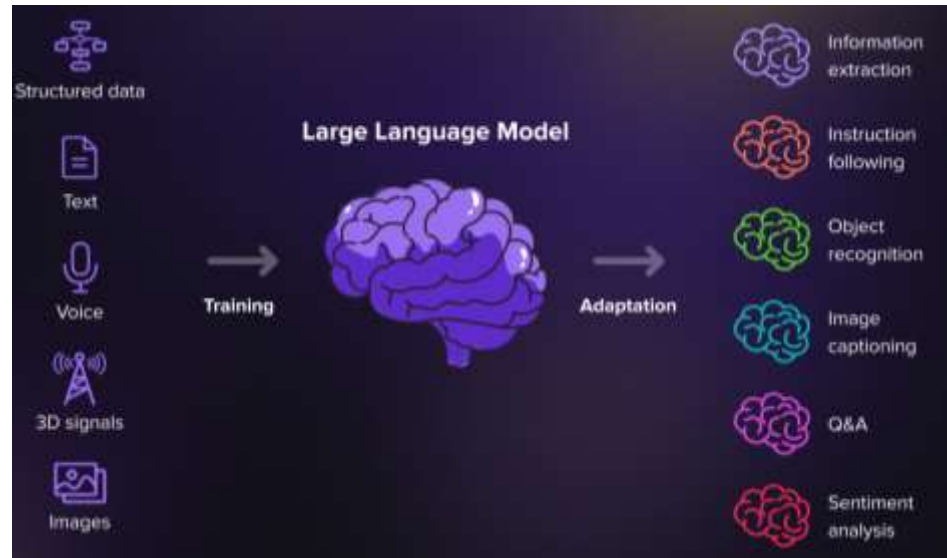 Structured data
Text
Voice
3D signals
Images
Training
Large Language Model
Adaptation
Information
extraction
Instruction
following
Object
recognition
Image
captioning
Q&A
Sentiment
analysis